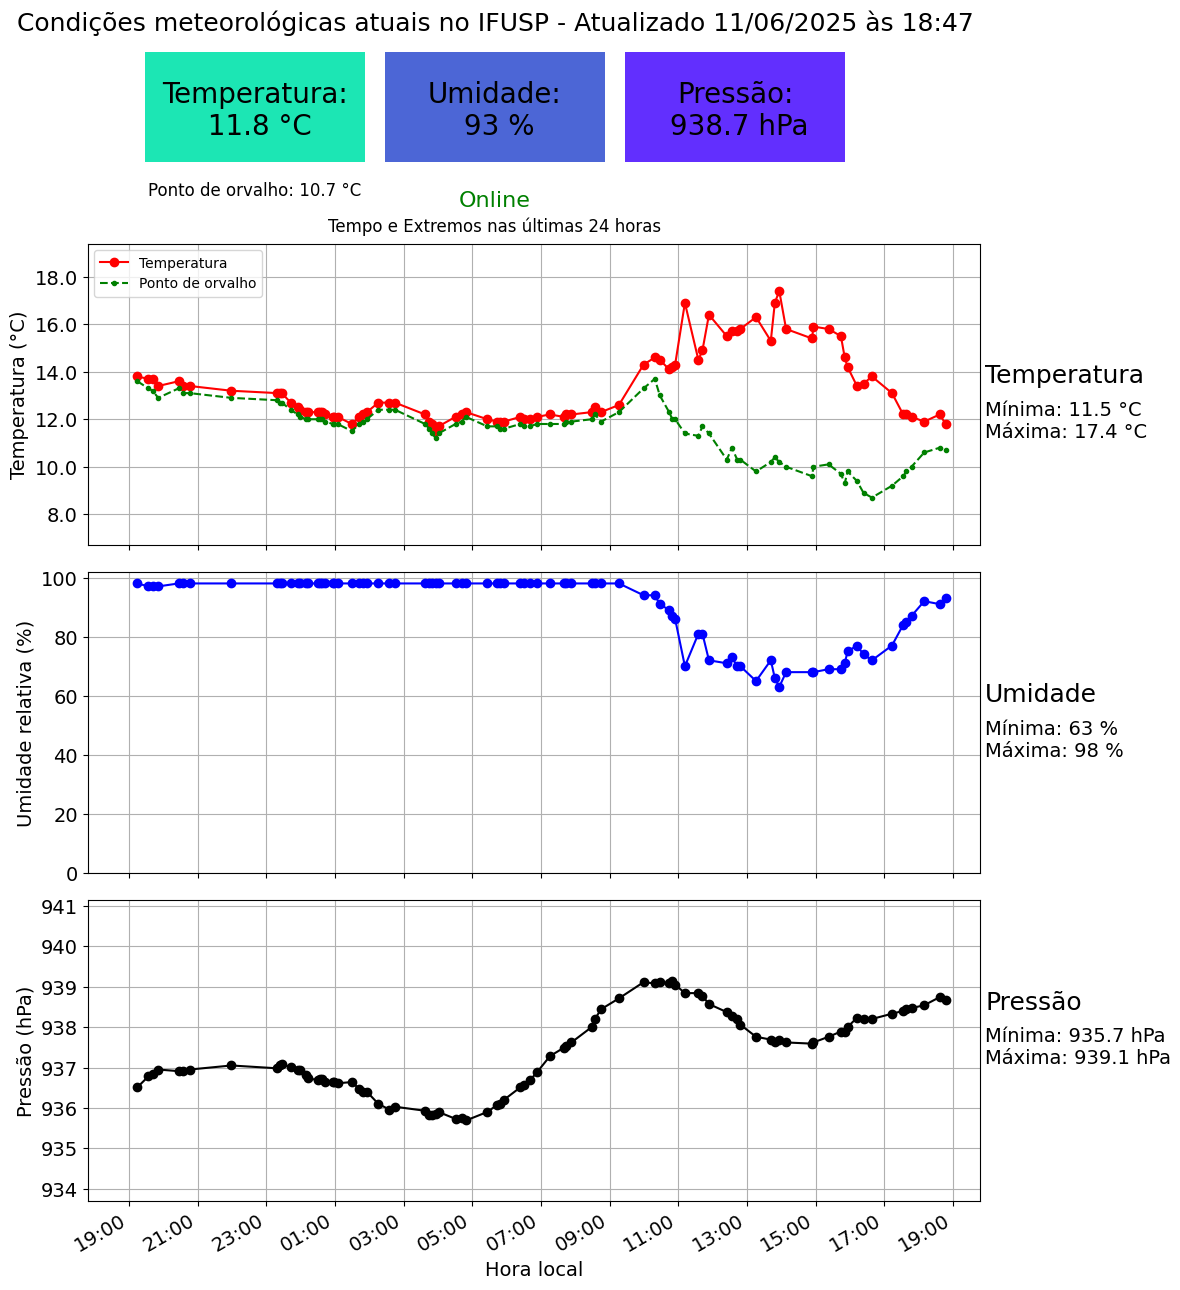 Condições meteorológicas atuais no IFUSP - Atualizado 11/06/2025 às 18:47
Temperatura:
11.8 °C
Umidade:
93 %
Pressão:
938.7 hPa
Ponto de orvalho: 10.7 °C
Online
Tempo e Extremos nas últimas 24 horas
Temperatura
Ponto de orvalho
Temperatura (°C)
18.0
16.0
14.0
12.0
10.0
8.0
Temperatura
Mínima: 11.5 °C
Máxima: 17.4 °C
Umidade relativa (%)
100
80
60
40
20
0
Umidade
Mínima: 63 %
Máxima: 98 %
Pressão (hPa)
941
940
939
938
937
936
935
934
Pressão
Mínima: 935.7 hPa
Máxima: 939.1 hPa
19:00
21:00
23:00
01:00
03:00
05:00
07:00
09:00
11:00
13:00
15:00
17:00
19:00
Hora local